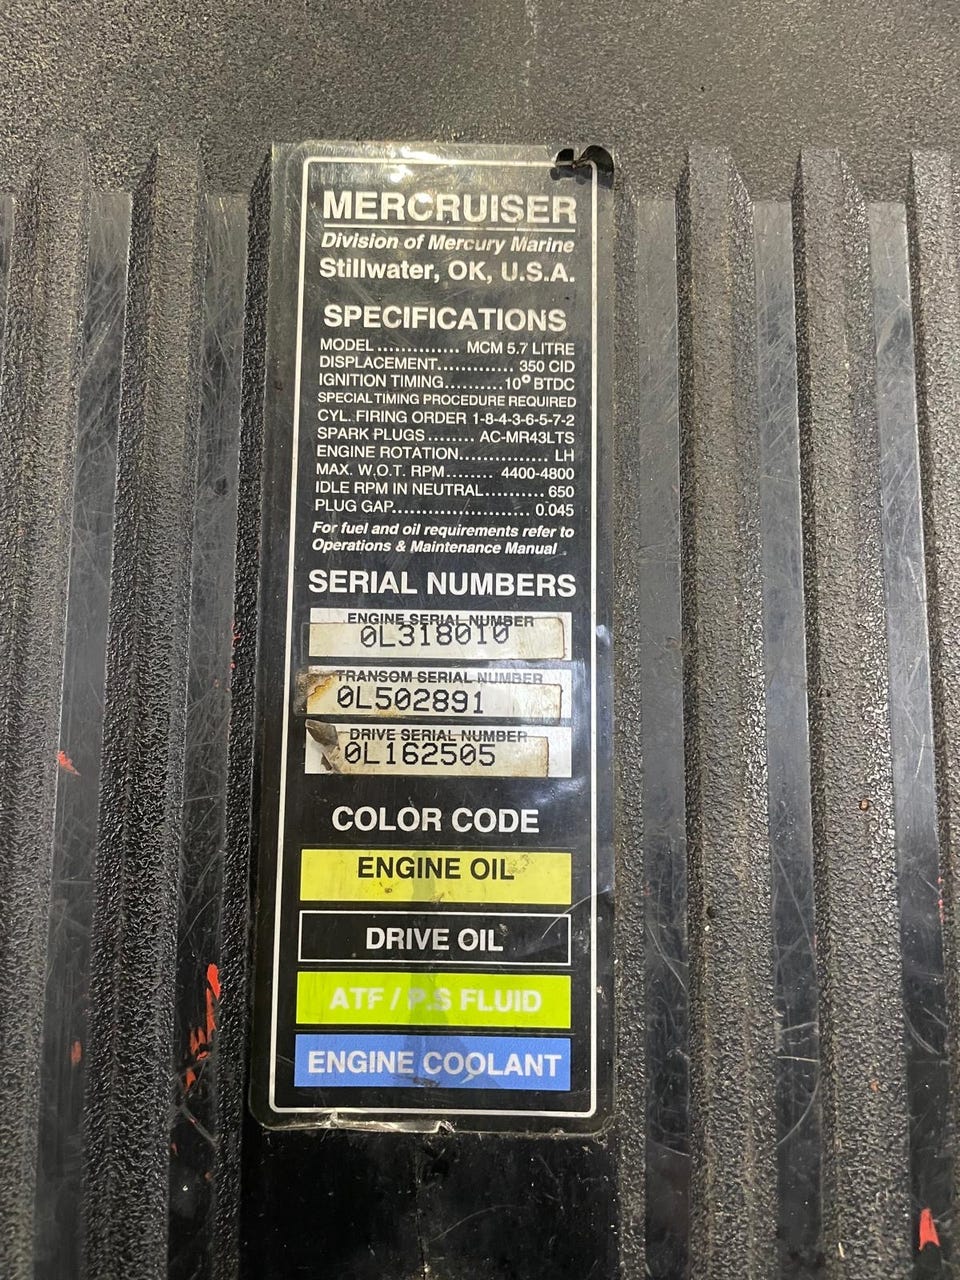 MERCRUISER
Division of Mercury Marine
Stillwater, OK, U.S.A.
SPECIFICATIONS
MODEL............. MCM 5.7 LITRE
DISPLACEMENT............. 350 CID
IGNITION TIMING..........10° BTDC
SPECIAL TIMING PROCEDURE REQUIRED
CYL. FIRING ORDER 1-8-4-3-6-5-7-2
SPARK PLUGS........ AC-MR43LTS
ENGINE ROTATION............... LH
MAX. W.O.T. RPM........ 4400-4800
IDLE RPM IN NEUTRAL.......... 650
PLUG GAP....................... 0.045
For fuel and oil requirements refer to
Operations & Maintenance Manual
SERIAL NUMBERS
ENGINE SERIAL NUMBER
0L318010
TRANSOM SERIAL NUMBER
0L502891
DRIVE SERIAL NUMBER
0L162505
COLOR CODE
ENGINE OIL
DRIVE OIL
ATF / P.S FLUID
ENGINE COOLANT